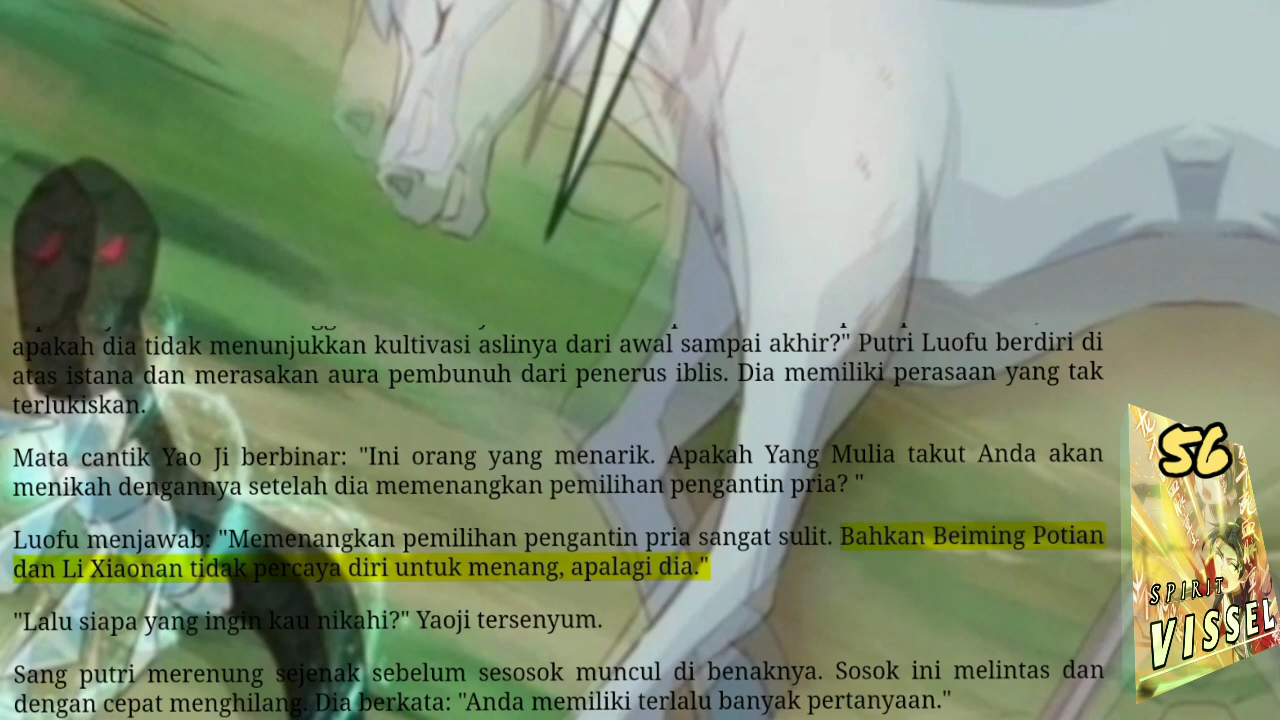 apakah dia tidak menunjukkan kultivasi aslinya dari awal sampai akhir?" Putri Luofu berdiri di
atas istana dan merasakan aura pembunuh dari penerus iblis. Dia memiliki perasaan yang tak
terlukiskan.
Mata cantik Yao Ji berbinar: "Ini orang yang menarik. Apakah Yang Mulia takut Anda akan
menikah dengannya setelah dia memenangkan pemilihan pengantin pria? "
Luofu menjawab: "Memenangkan pemilihan pengantin pria sangat sulit. Bahkan Beiming Potian
dan Li Xiaonan tidak percaya diri untuk menang, apalagi dia."
"Lalu siapa yang ingin kau nikahi?" Yaoji tersenyum.
Sang putri merenung sejenak sebelum sesosok muncul di benaknya. Sosok ini melintas dan
dengan cepat menghilang. Dia berkata: "Anda memiliki terlalu banyak pertanyaan."
56
SPIRIT
VISSEL